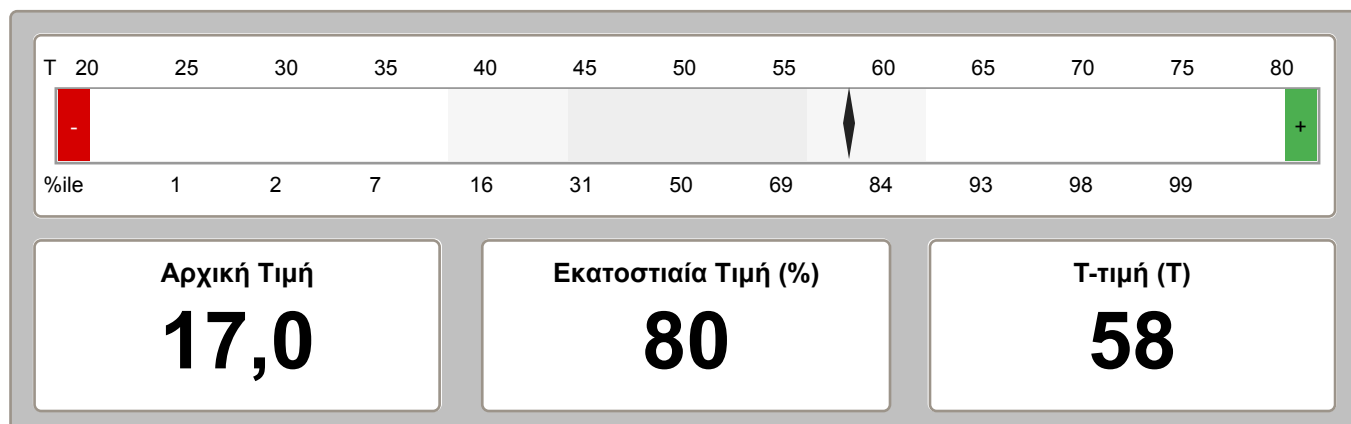 T 20 25 30 35 40 45 50 55 60 65 70 75 80
- +
%ile 1 2 7 16 31 50 69 84 93 98 99
Αρχική Τιμή
17,0
Εκατοστιαία Τιμή (%)
80
Τ-τιμή (Τ)
58